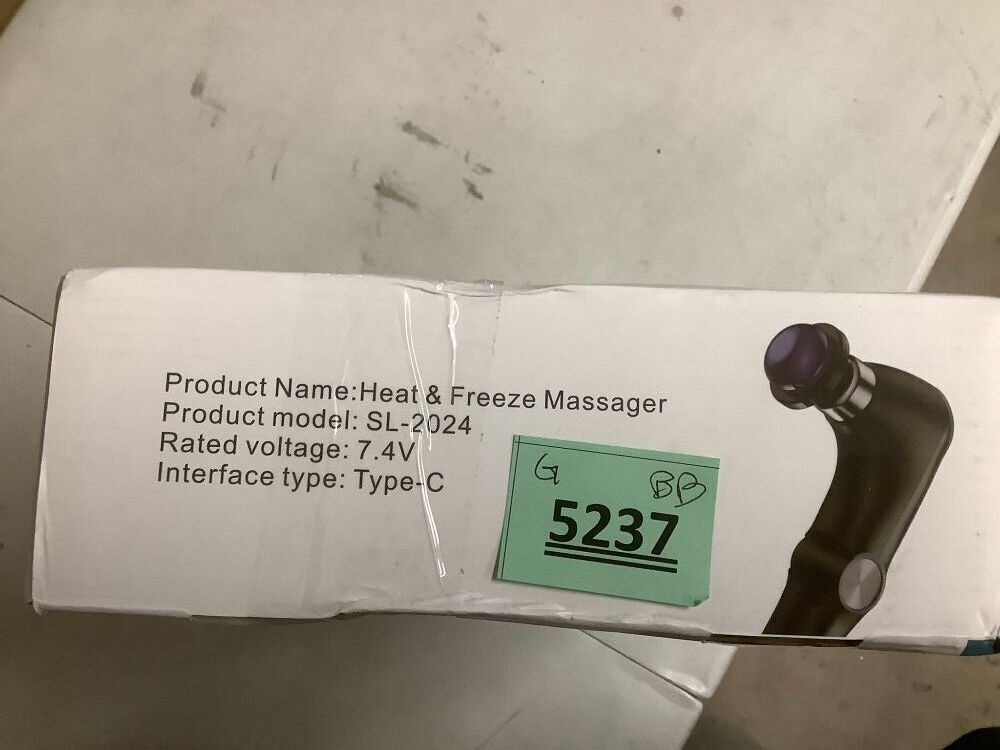 Product Name:Heat & Freeze Massager
Product model: SL-2024
Rated voltage: 7.4V
Interface type: Type-C
G BB
5237